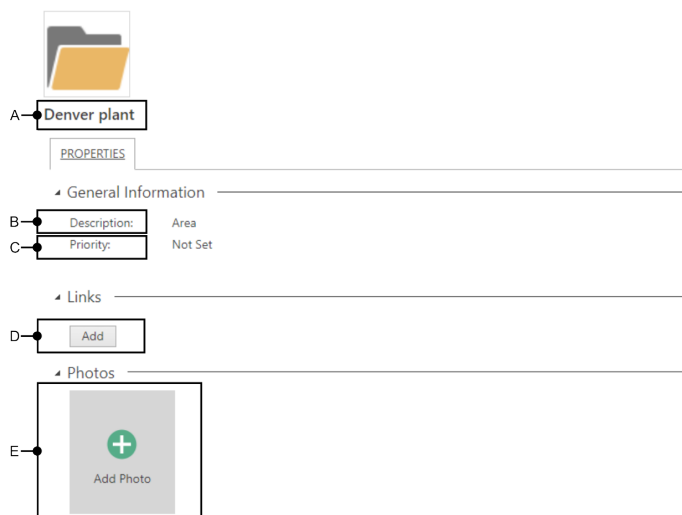 A Denver plant
PROPERTIES
General Information
B Description: Area
C Priority: Not Set
Links
D Add
Photos
E Add Photo